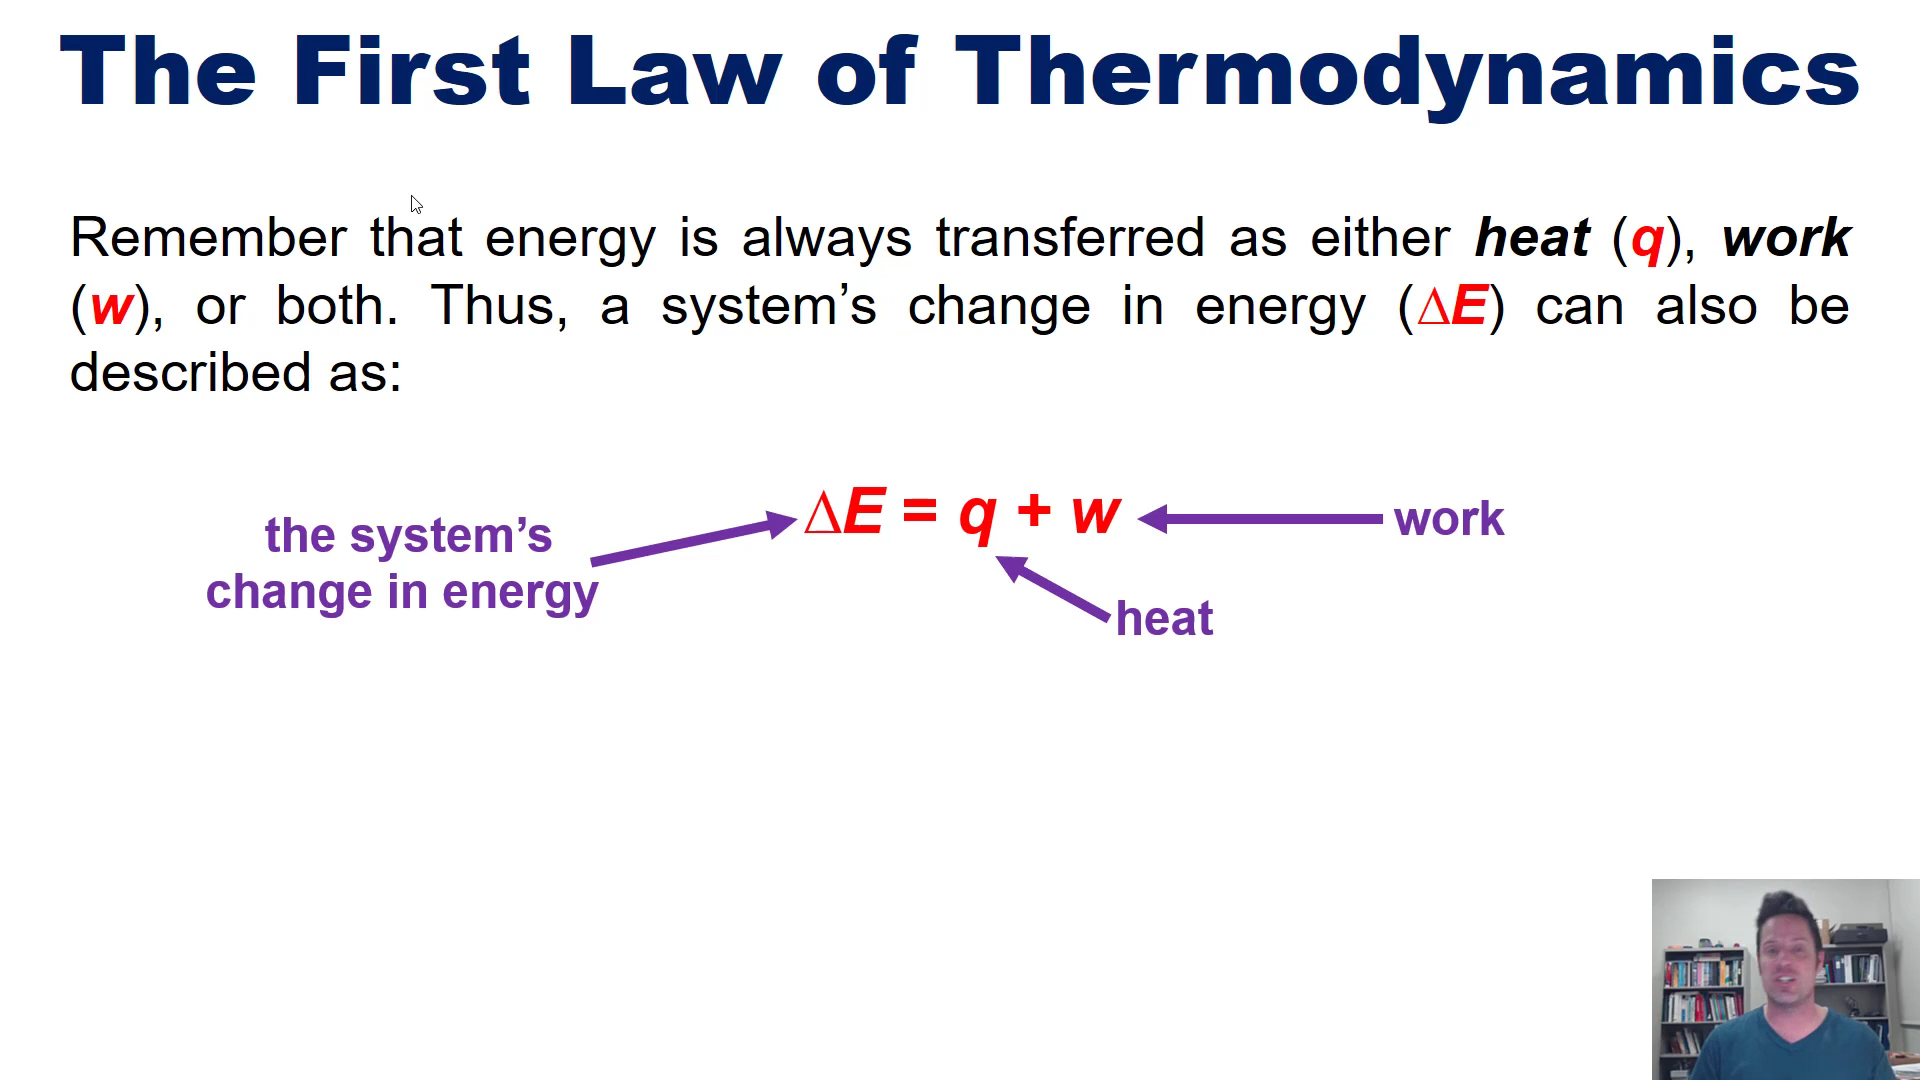 The First Law of Thermodynamics
Remember that energy is always transferred as either heat (q), work
(w), or both. Thus, a system’s change in energy (∆E) can also be
described as:
the system’s
change in energy
∆E = q + w
work
heat